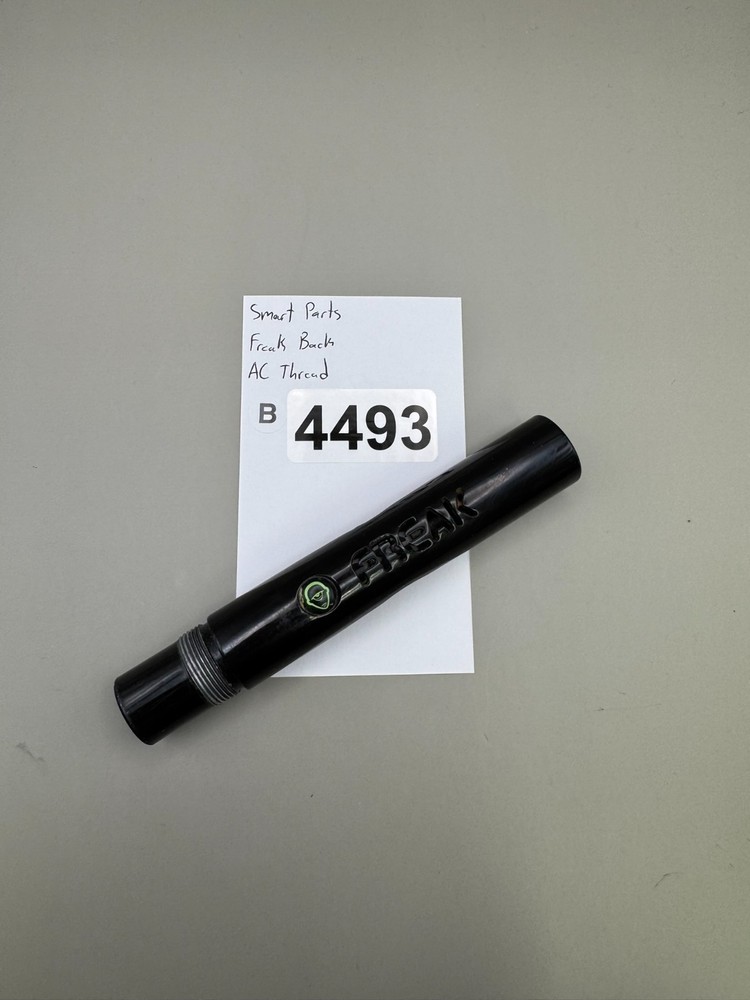 Smart Parts
Freak Back
AC Thread
B 4493
FREAK